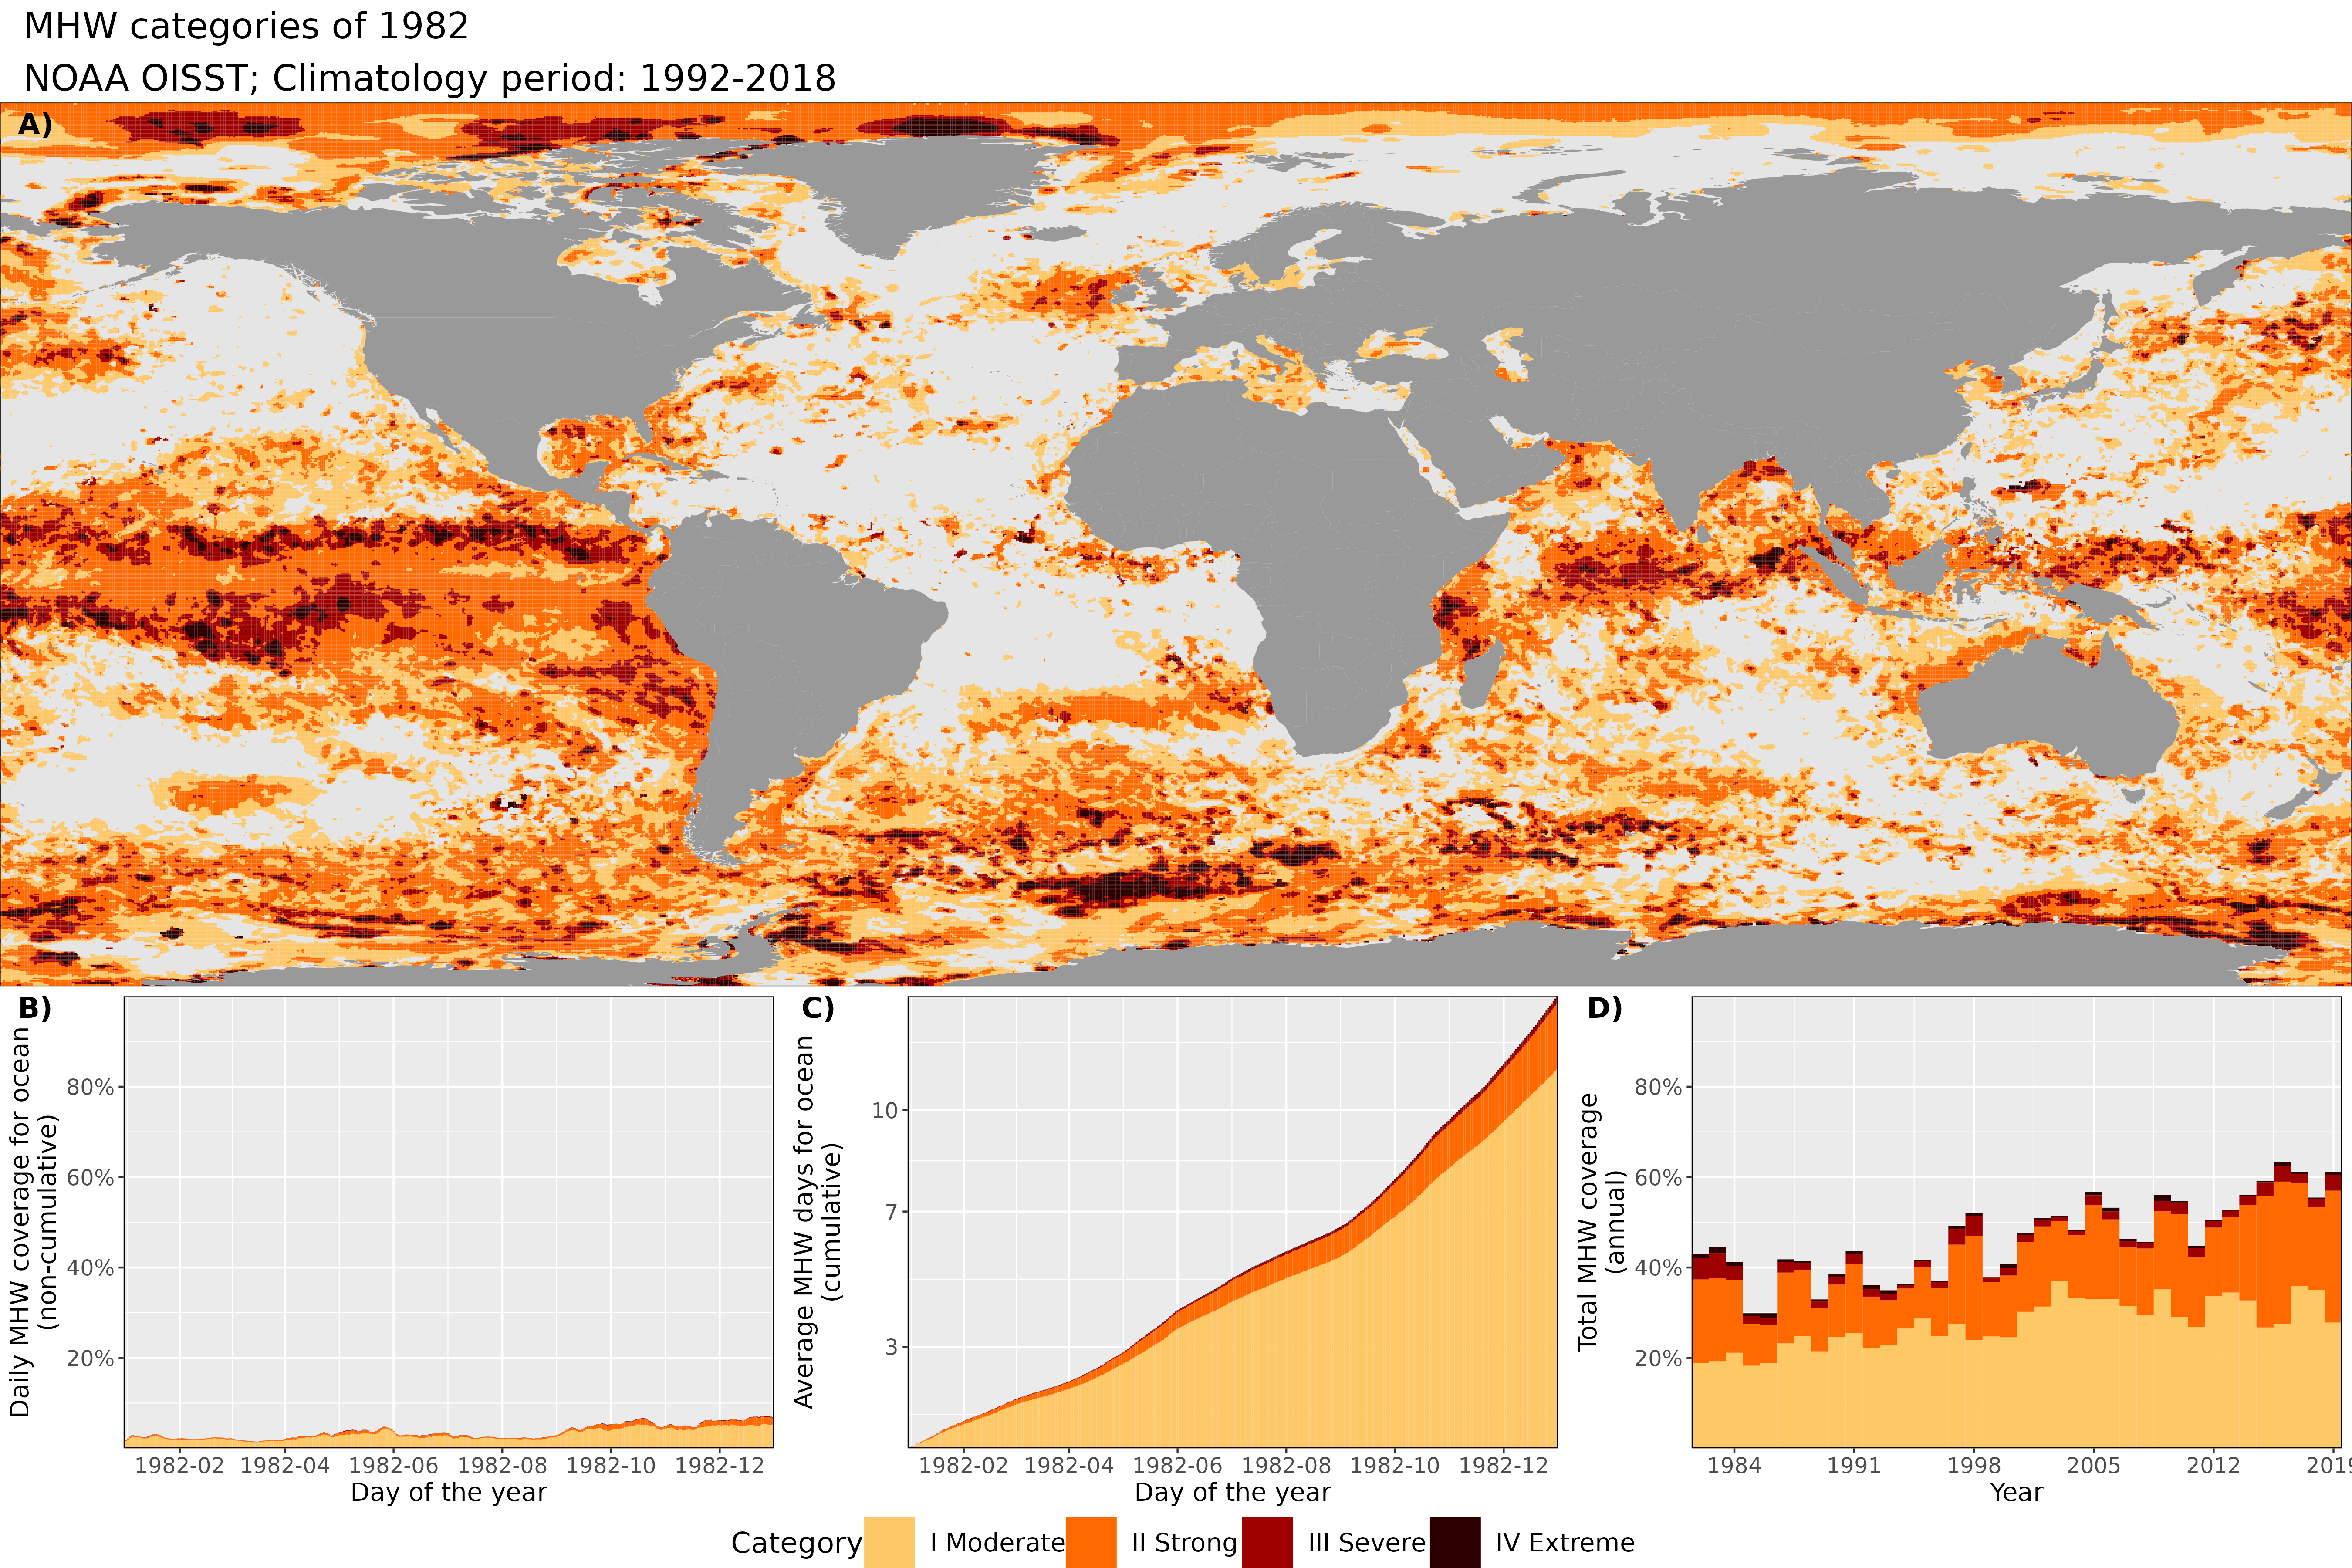 MHW categories of 1982
NOAA OISST; Climatology period: 1992-2018
A)
B)
Daily MHW coverage for ocean
(non-cumulative)
80%
60%
40%
20%
1982-02 1982-04 1982-06 1982-08 1982-10 1982-12
Day of the year
C)
Average MHW days for ocean
(cumulative)
10
7
3
1982-02 1982-04 1982-06 1982-08 1982-10 1982-12
Day of the year
D)
Total MHW coverage
(annual)
80%
60%
40%
20%
1984 1991 1998 2005 2012 2019
Year
Category I Moderate II Strong III Severe IV Extreme